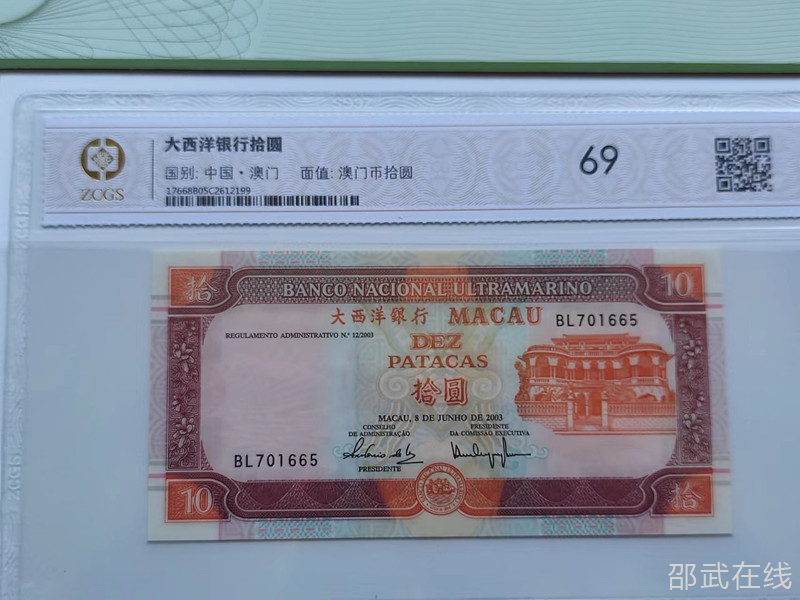 大西洋银行拾圆
国别: 中国·澳门 面值: 澳门币拾圆
17668B05C2612199
ZCGS
69
拾
BANCO NACIONAL ULTRAMARINO
10
大西洋銀行 MACAU
BL701665
REGULAMENTO ADMINISTRATIVO N.º 12/2003
DEZ
PATACAS
拾圓
MACAU, 8 DE JUNHO DE 2003
CONSELHO
DE ADMINISTRAÇÃO
PRESIDENTE
DA COMISSÃO EXECUTIVA
BL701665
PRESIDENTE
10
拾
ZCGS
邵武在线